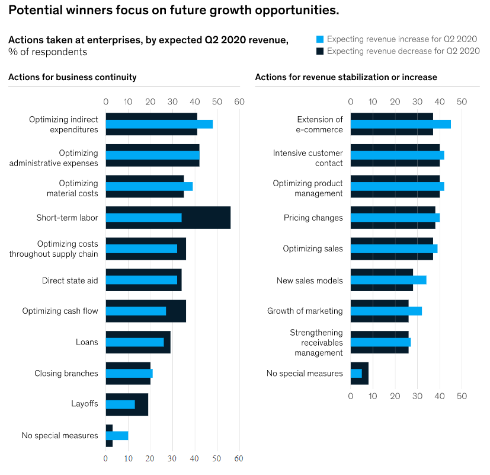 Potential winners focus on future growth opportunities.
Actions taken at enterprises, by expected Q2 2020 revenue,
% of respondents
Expecting revenue increase for Q2 2020
Expecting revenue decrease for Q2 2020
Actions for business continuity
0 10 20 30 40 50 60
Optimizing indirect
expenditures
Optimizing
administrative expenses
Optimizing
material costs
Short-term labor
Optimizing costs
throughout supply chain
Direct state aid
Optimizing cash flow
Loans
Closing branches
Layoffs
No special measures
0 10 20 30 40 50 60
Actions for revenue stabilization or increase
0 10 20 30 40 50
Extension of
e-commerce
Intensive customer
contact
Optimizing product
management
Pricing changes
Optimizing sales
New sales models
Growth of marketing
Strengthening
receivables
management
No special measures
0 10 20 30 40 50